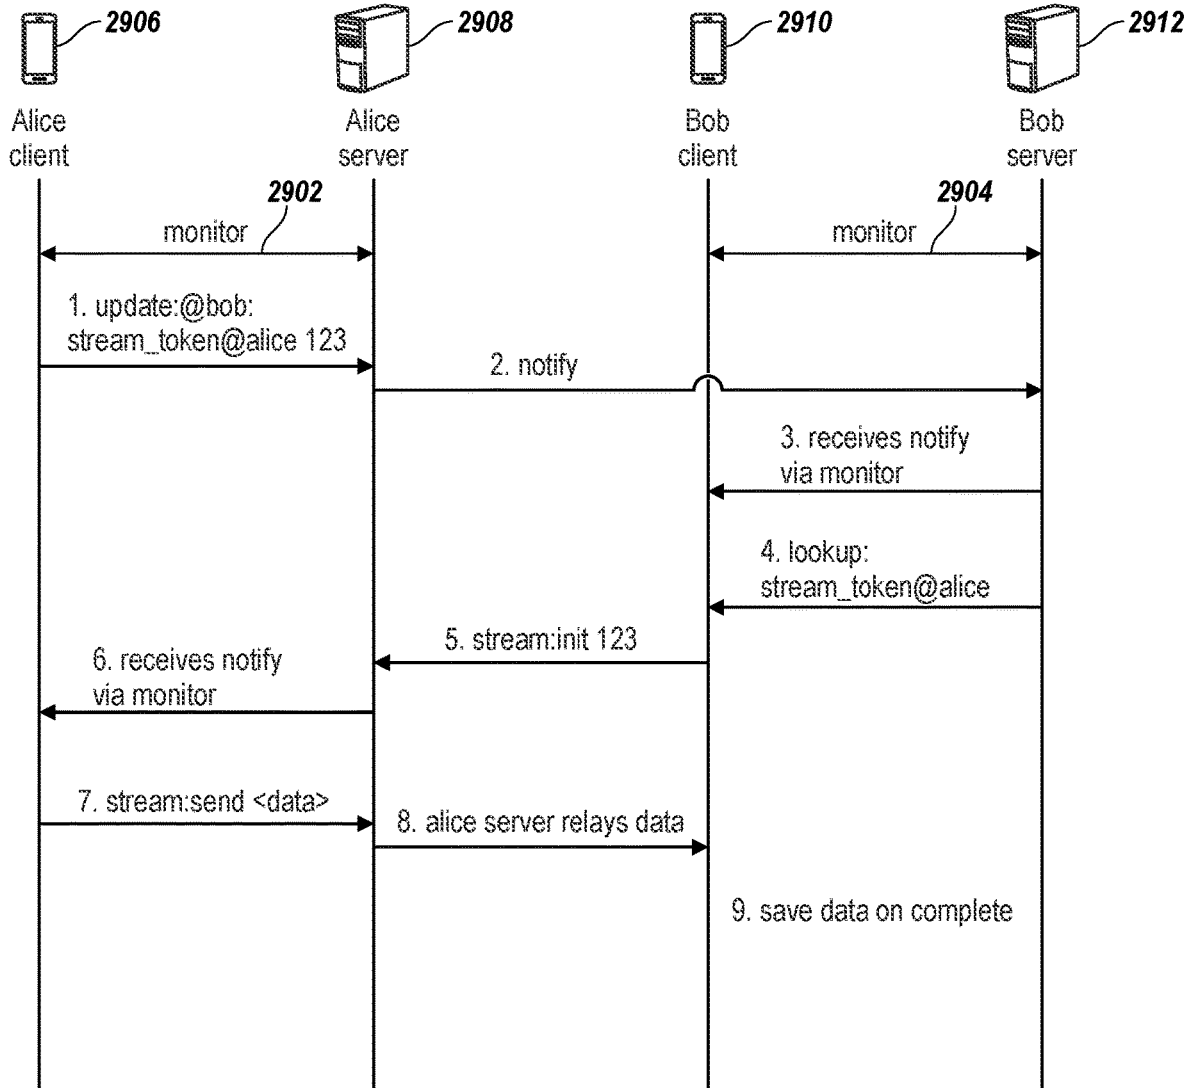 2906
2908
2910
2912
Alice
client
Alice
server
Bob
client
Bob
server
2902
2904
monitor
monitor
1. update:@bob:
stream_token@alice 123
2. notify
3. receives notify
via monitor
4. lookup:
stream_token@alice
5. stream:init 123
6. receives notify
via monitor
7. stream:send <data>
8. alice server relays data
9. save data on complete